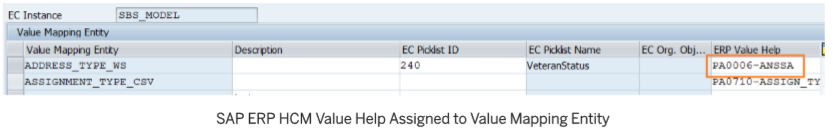 EC Instance SBS_MODEL
Value Mapping Entity
Value Mapping Entity Description EC Picklist ID EC Picklist Name EC Org. Obj... ERP Value Help
ADDRESS_TYPE_WS 240 VeteranStatus PA0006-ANSSA
ASSIGNMENT_TYPE_CSV PA0710-ASSIGN_TY
SAP ERP HCM Value Help Assigned to Value Mapping Entity